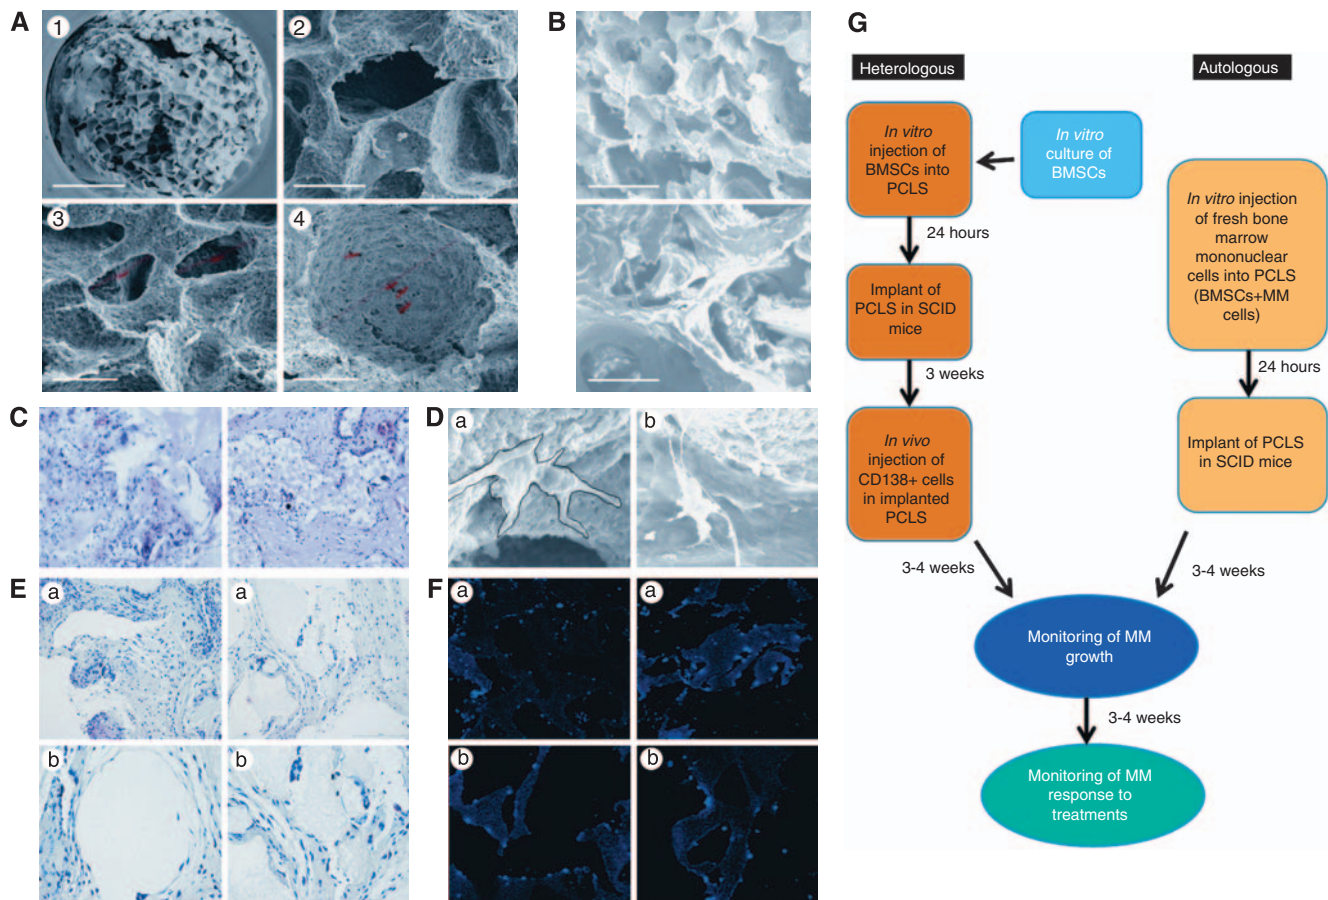 A
1
2
3
4
B
C
D
a
b
E
a
a
b
b
F
a
a
b
b
G
Heterologous
Autologous
In vitro
injection of
BMSCs into
PCLS
In vitro
culture of
BMSCs
24 hours
Implant of
PCLS in SCID
mice
3 weeks
In vivo
injection of
CD138+ cells
in implanted
PCLS
3-4 weeks
In vitro injection
of fresh bone
marrow
mononuclear
cells into PCLS
(BMSCs+MM
cells)
24 hours
Implant of PCLS
in SCID mice
3-4 weeks
Monitoring of MM
growth
3-4 weeks
Monitoring of MM
response to
treatments